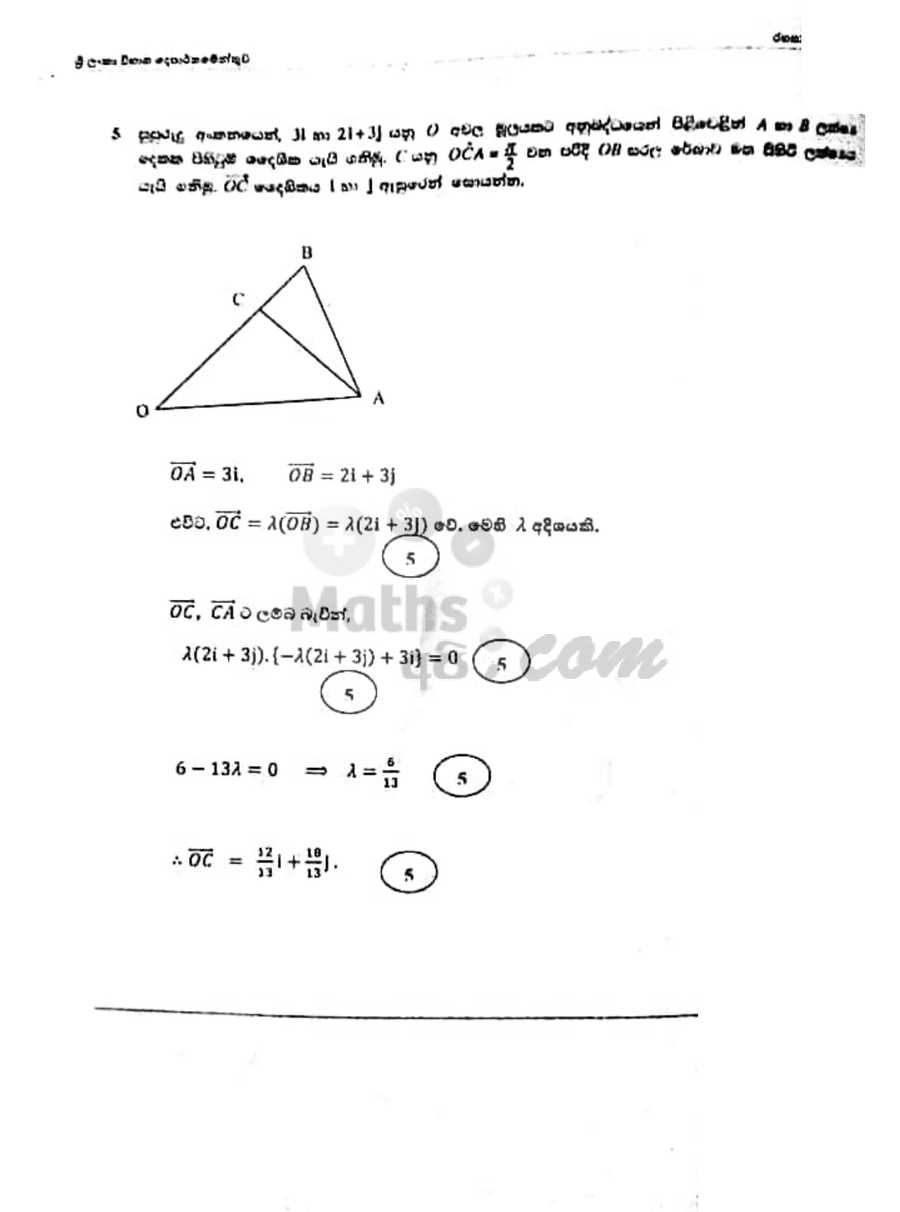 ශ්‍රී ලංකා විභාග දෙපාර්තමේන්තුව
5 සුපුරුදු අංකනයෙන්, 3i හා 2i + 3j යනු O අචල මූලයකට අනුබද්ධයෙන් පිළිවෙළින් A හා B ලක්ෂ්‍ය
දෙකක පිහිටුම් දෛශික යැයි ගනිමු. C යනු OĈA = π/2 වන පරිදි OB සරල රේඛාව මත පිහිටි ලක්ෂ්‍යය
යැයි ගනිමු. OC⃗ දෛශිකය i හා j ඇසුරෙන් සොයන්න.
B
C
O
A
OA⃗ = 3i, OB⃗ = 2i + 3j
එවිට, OC⃗ = λ(OB⃗) = λ(2i + 3j) වේ. මෙහි λ අදිශයකි.
5
OC⃗, CA⃗ ට ලම්බ බැවින්,
λ(2i + 3j).{−λ(2i + 3j) + 3i} = 0 5
5
Maths
අපි .com
6 − 13λ = 0 ⟹ λ = 6/13 5
∴ OC⃗ = 12/13 i + 18/13 j. 5